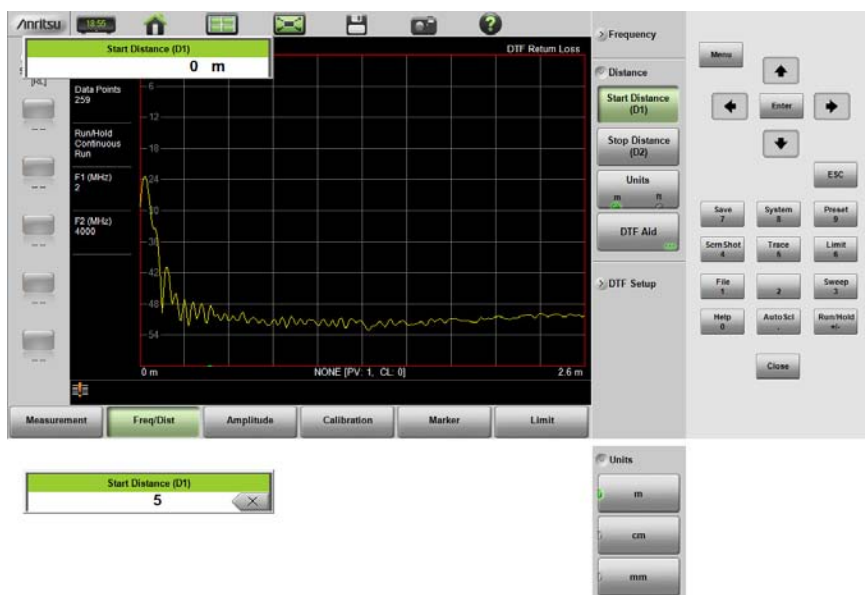 Anritsu
18:55
Start Distance (D1)
0 m
DTF Return Loss
[RL]
Data Points
259
Run/Hold
Continuous
Run
F1 (MHz)
2
F2 (MHz)
4000
-6
-12
-18
-24
-30
-36
-42
-48
-54
0 m
NONE [PV: 1, CL: 0]
2.6 m
-- --
-- --
-- --
-- --
-- --
Measurement
Freq/Dist
Amplitude
Calibration
Marker
Limit
Frequency
Distance
Start Distance
(D1)
Stop Distance
(D2)
Units
m ft
DTF Aid
DTF Setup
Menu
Enter
ESC
Save
7
System
8
Preset
9
ScrnShot
4
Trace
5
Limit
6
File
1
2
Sweep
3
Help
0
Auto Scl
.
Run/Hold
+/-
Close
Start Distance (D1)
5
Units
m
cm
mm